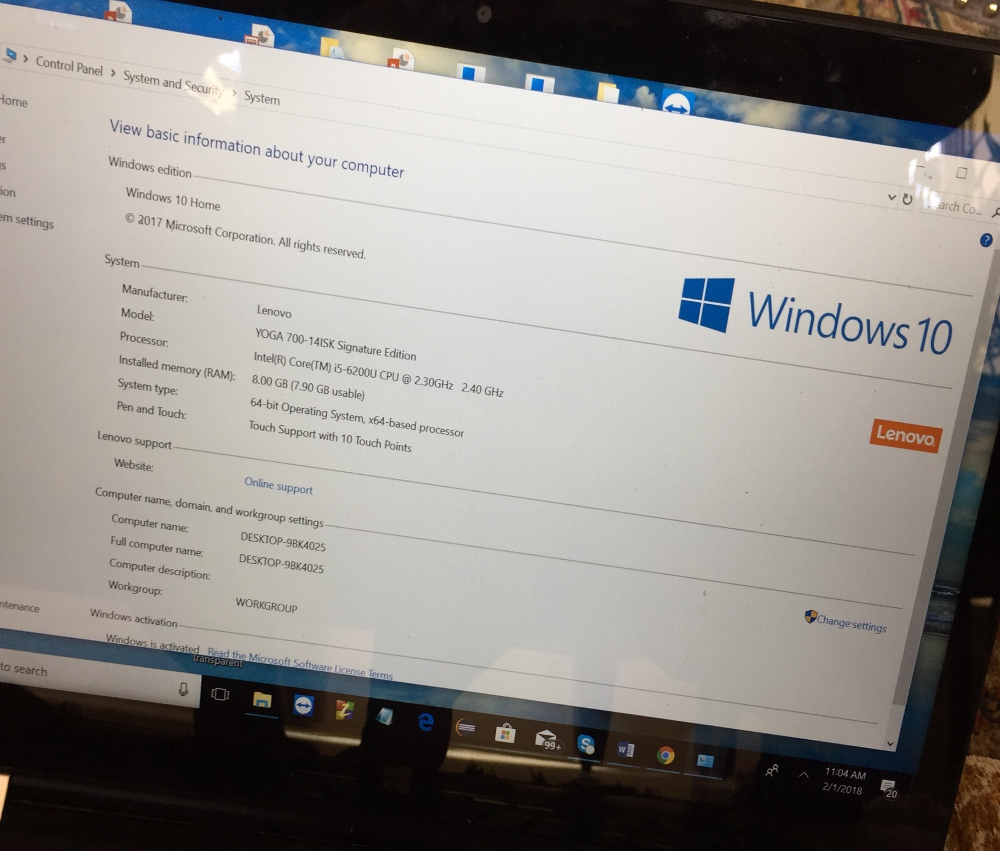 Control Panel > System and Security > System
Home
View basic information about your computer
arch Co...
Windows edition
Windows 10 Home
© 2017 Microsoft Corporation. All rights reserved.
em settings
System
Windows 10
Manufacturer: Lenovo
Model: YOGA 700-14ISK Signature Edition
Processor: Intel(R) Core(TM) i5-6200U CPU @ 2.30GHz 2.40 GHz
Installed memory (RAM): 8.00 GB (7.90 GB usable)
System type: 64-bit Operating System, x64-based processor
Pen and Touch: Touch Support with 10 Touch Points
Lenovo
Lenovo support
Website: Online support
Computer name, domain, and workgroup settings
Computer name: DESKTOP-9BK4025
Full computer name: DESKTOP-9BK4025
Computer description:
Workgroup: WORKGROUP
Change settings
ntenance
Windows activation
Windows is activated Read the Microsoft Software License Terms
transparent
to search
99+
11:04 AM
2/1/2018
20